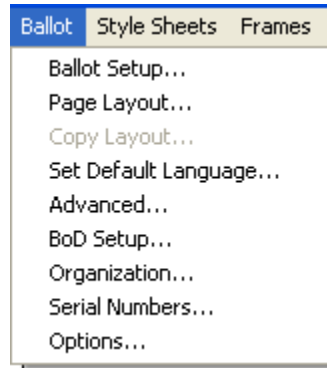 Ballot Style Sheets Frames
Ballot Setup...
Page Layout...
Copy Layout...
Set Default Language...
Advanced...
BoD Setup...
Organization...
Serial Numbers...
Options...